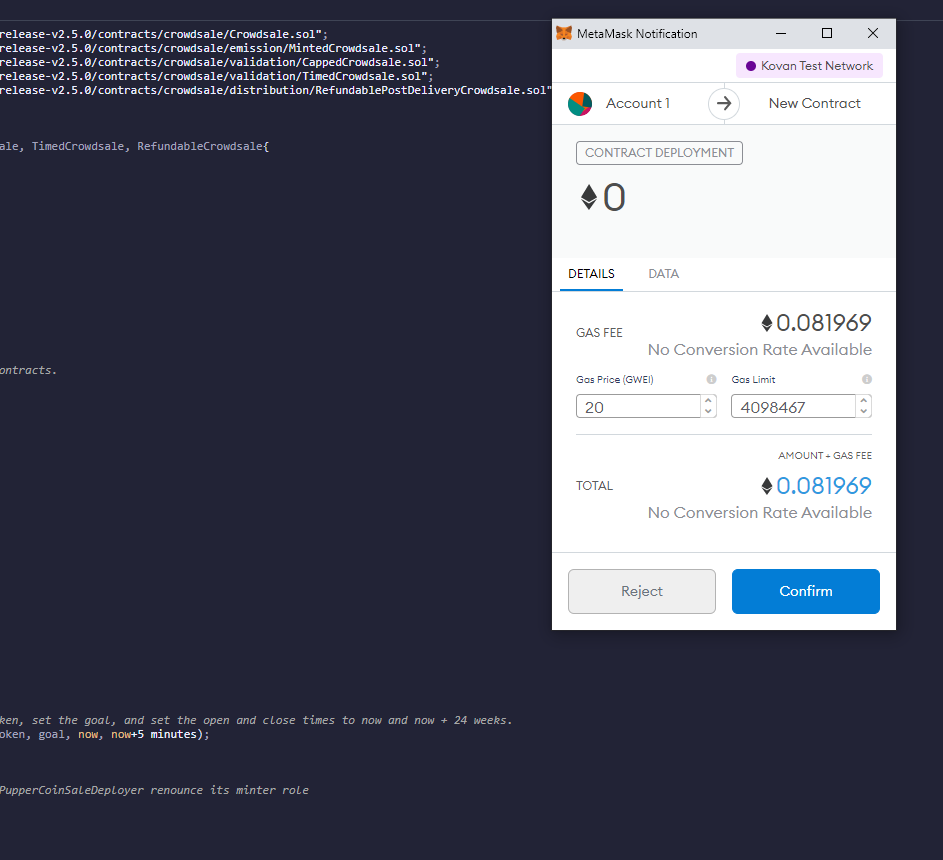 release-v2.5.0/contracts/crowdsale/Crowdsale.sol";
release-v2.5.0/contracts/crowdsale/emission/MintedCrowdsale.sol";
release-v2.5.0/contracts/crowdsale/validation/CappedCrowdsale.sol";
release-v2.5.0/contracts/crowdsale/validation/TimedCrowdsale.sol";
release-v2.5.0/contracts/crowdsale/distribution/RefundablePostDeliveryCrowdsale.sol"
ale, TimedCrowdsale, RefundableCrowdsale{
ontracts.
ken, set the goal, and set the open and close times to now and now + 24 weeks.
oken, goal, now, now+5 minutes);
PupperCoinSaleDeployer renounce its minter role
MetaMask Notification
Kovan Test Network
Account 1
New Contract
CONTRACT DEPLOYMENT
0
DETAILS
DATA
GAS FEE
0.081969
No Conversion Rate Available
Gas Price (GWEI)
Gas Limit
20
4098467
AMOUNT + GAS FEE
TOTAL
0.081969
No Conversion Rate Available
Reject
Confirm